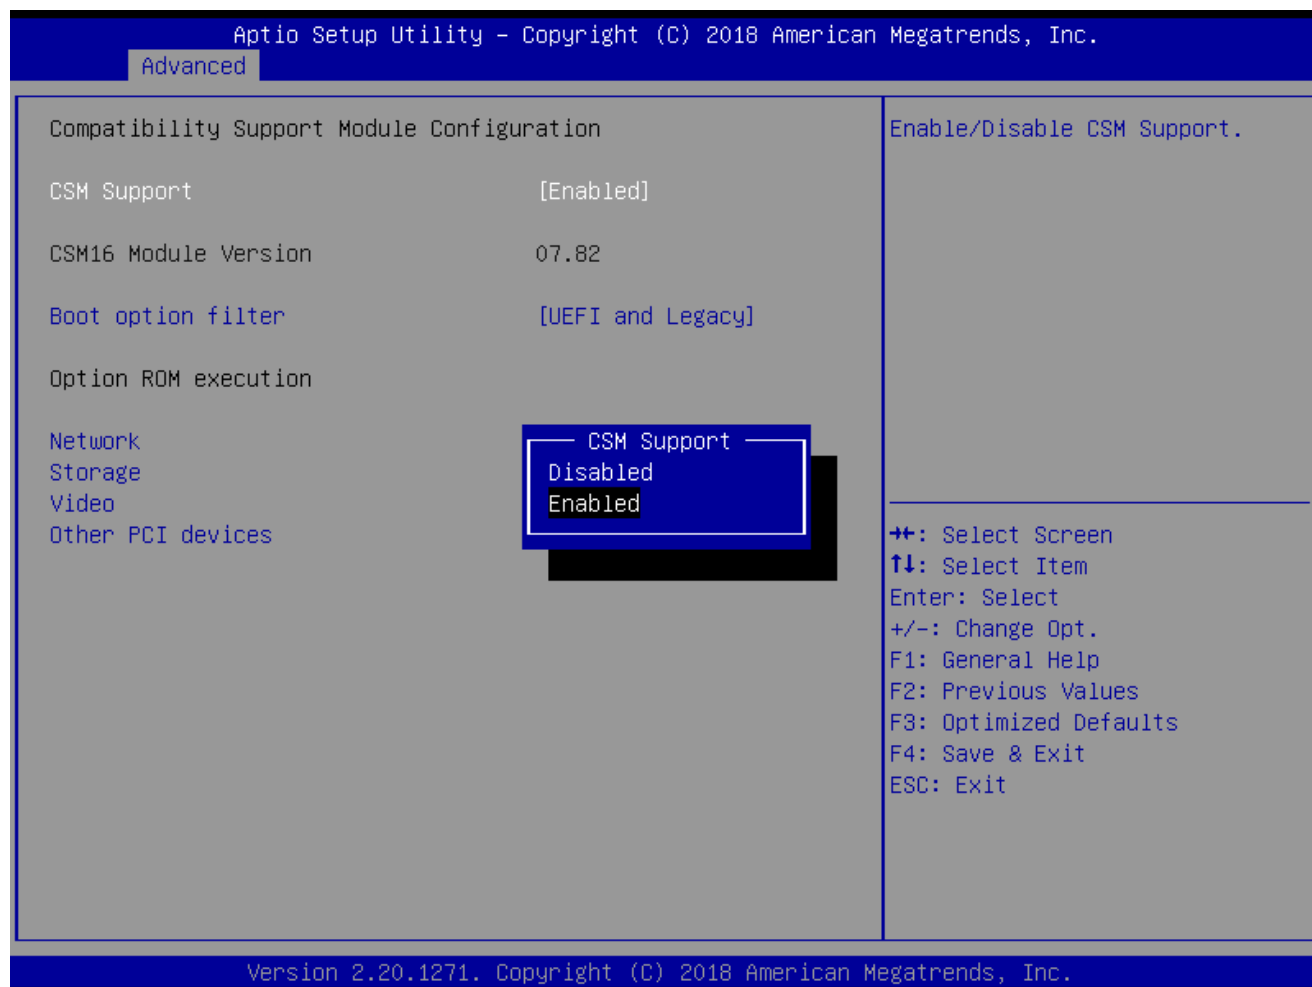 Aptio Setup Utility – Copyright (C) 2018 American Megatrends, Inc.
Advanced
Compatibility Support Module Configuration
CSM Support [Enabled]
CSM16 Module Version 07.82
Boot option filter [UEFI and Legacy]
Option ROM execution
Network
Storage
Video
Other PCI devices
CSM Support
Disabled
Enabled
Enable/Disable CSM Support.
→←: Select Screen
↑↓: Select Item
Enter: Select
+/-: Change Opt.
F1: General Help
F2: Previous Values
F3: Optimized Defaults
F4: Save & Exit
ESC: Exit
Version 2.20.1271. Copyright (C) 2018 American Megatrends, Inc.